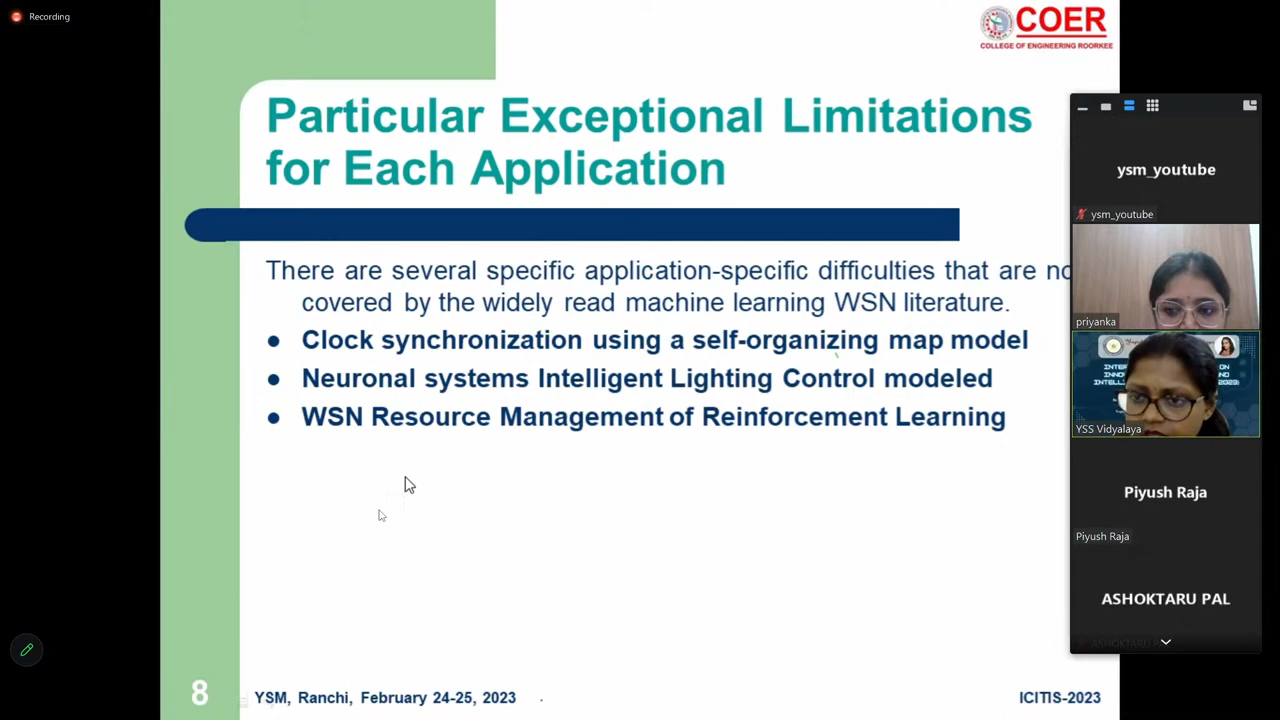 Recording
COER
COLLEGE OF ENGINEERING ROORKEE
Particular Exceptional Limitations
for Each Application
There are several specific application-specific difficulties that are
covered by the widely read machine learning WSN literature.
● Clock synchronization using a self-organizing map model
● Neuronal systems Intelligent Lighting Control modeled
● WSN Resource Management of Reinforcement Learning
8
YSM, Ranchi, February 24-25, 2023
ICITIS-2023
ysm_youtube
ysm_youtube
priyanka
YSS Vidyalaya
Piyush Raja
Piyush Raja
ASHOKTARU PAL